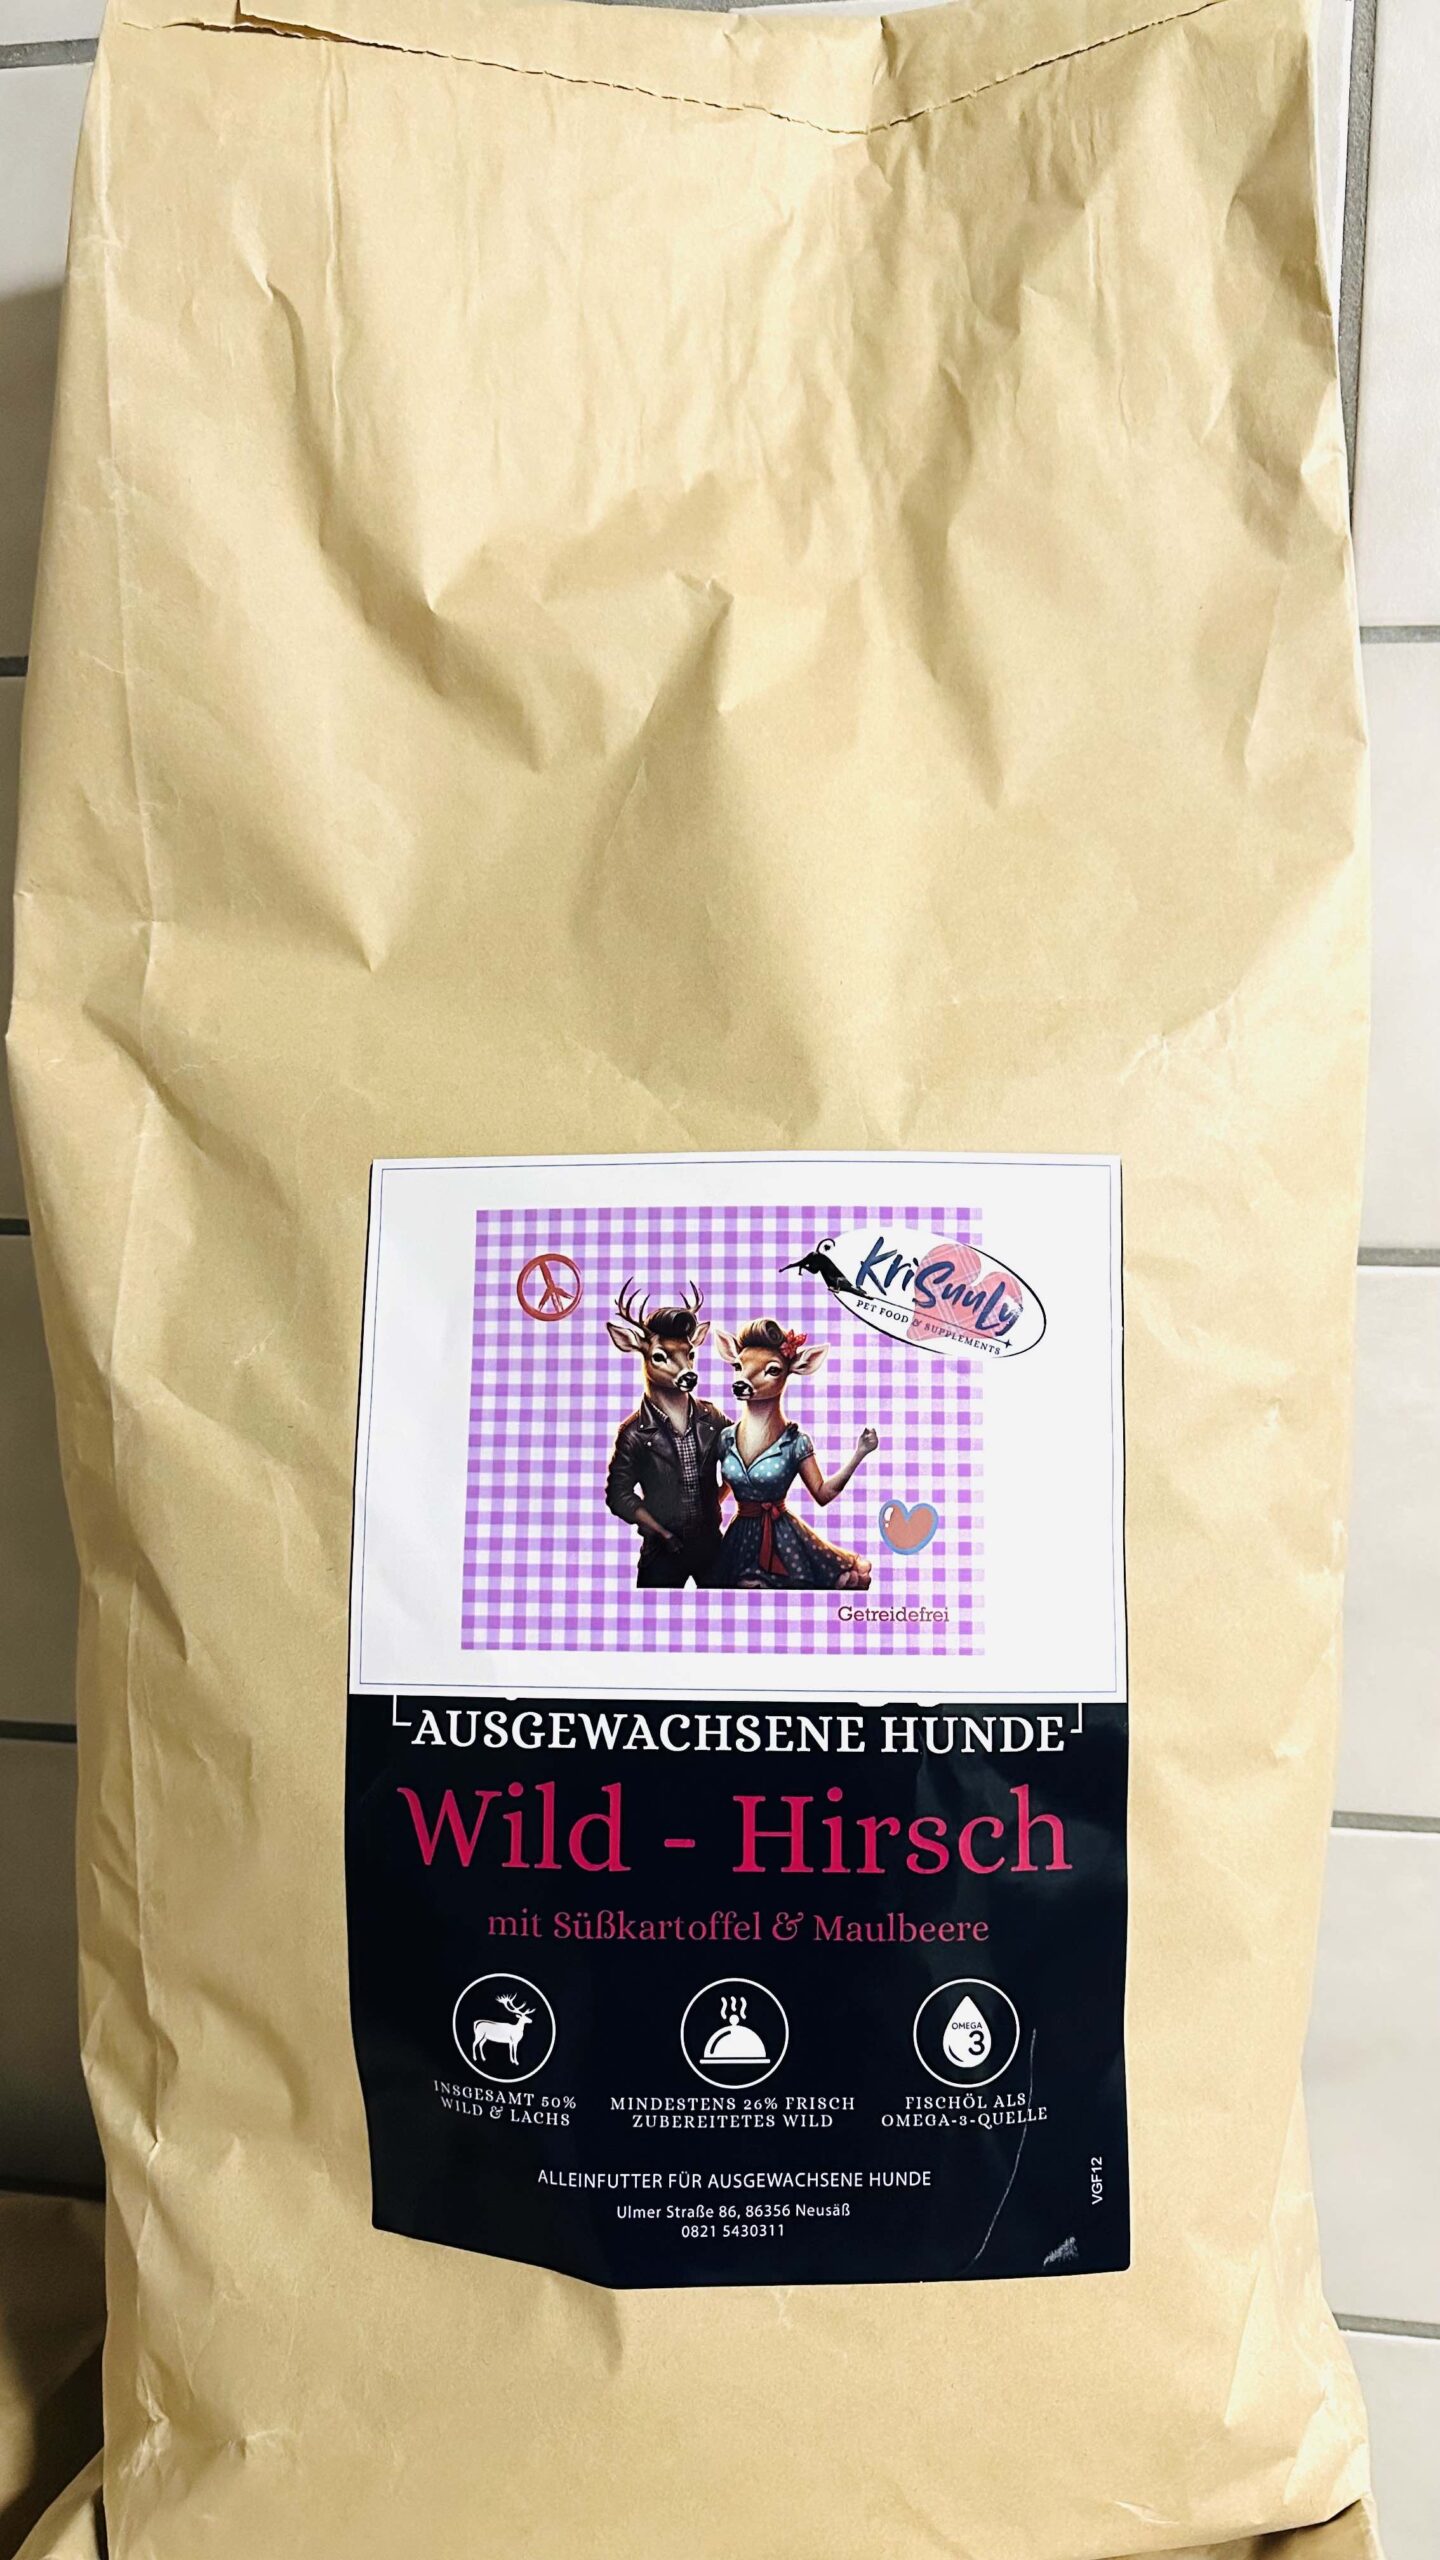 KriSuuLy
PET FOOD & SUPPLEMENTS
Getreidefrei
AUSGEWACHSENE HUNDE
Wild - Hirsch
mit Süßkartoffel & Maulbeere
OMEGA
3
INSGESAMT 50%
WILD & LACHS
MINDESTENS 26% FRISCH
ZUBEREITETES WILD
FISCHÖL ALS
OMEGA-3-QUELLE
ALLEINFUTTER FÜR AUSGEWACHSENE HUNDE
Ulmer Straße 86, 86356 Neusäß
0821 5430311
VGF12